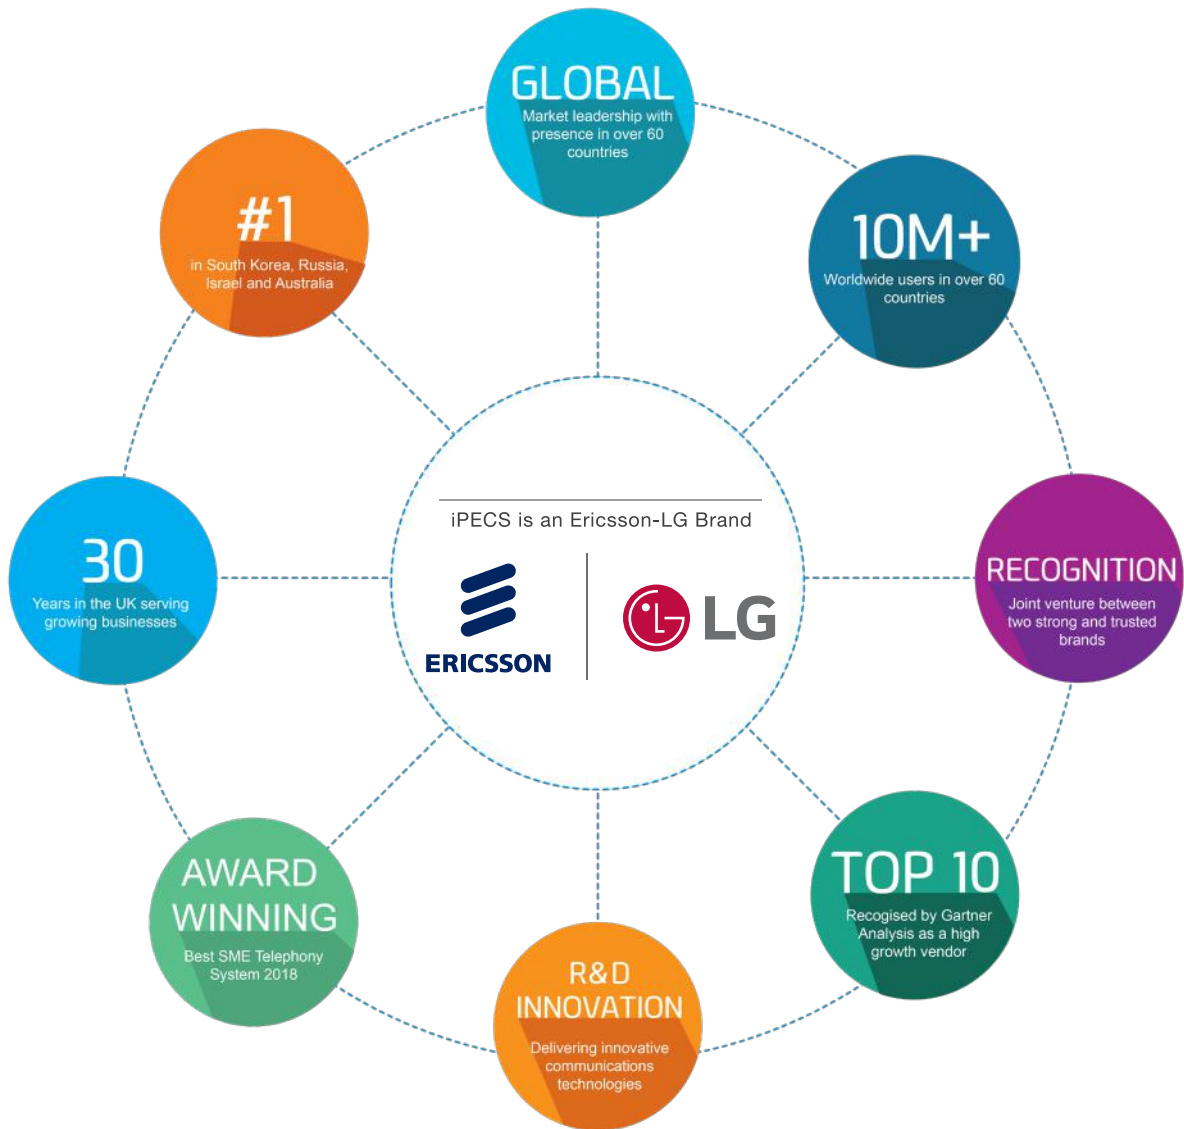 GLOBAL
Market leadership with
presence in over 60
countries
10M+
Worldwide users in over 60
countries
RECOGNITION
Joint venture between
two strong and trusted
brands
TOP 10
Recogised by Gartner
Analysis as a high
growth vendor
R&D
INNOVATION
Delivering innovative
communications
technologies
AWARD
WINNING
Best SME Telephony
System 2018
30
Years in the UK serving
growing businesses
#1
in South Korea, Russia,
Israel and Australia
iPECS is an Ericsson-LG Brand
ERICSSON
LG